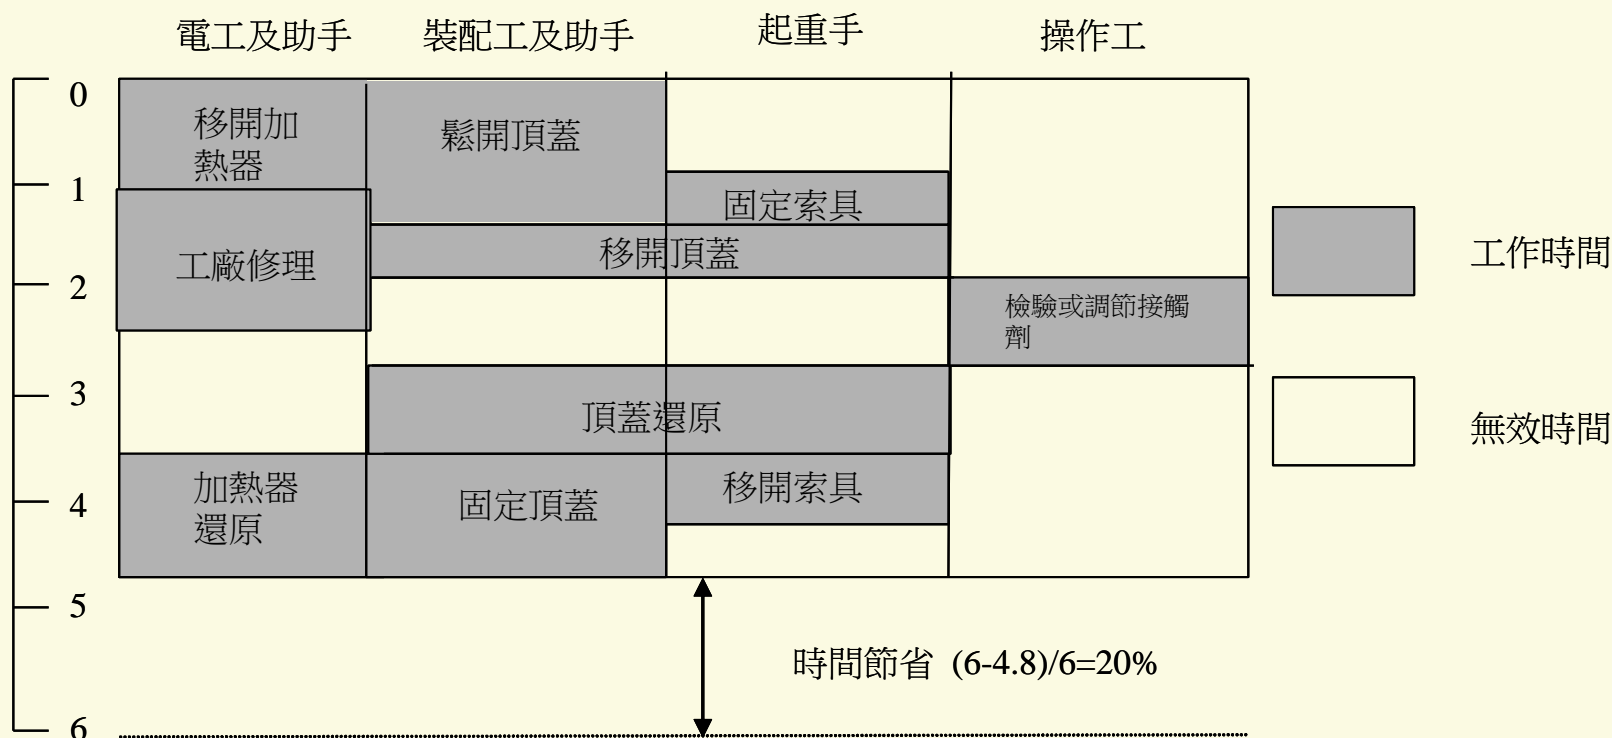 電工及助手
裝配工及助手
起重手
操作工
0
1
2
3
4
5
6
移開加
熱器
鬆開頂蓋
固定索具
工廠修理
移開頂蓋
檢驗或調節接觸
劑
頂蓋還原
加熱器
還原
固定頂蓋
移開索具
工作時間
無效時間
時間節省 (6-4.8)/6=20%